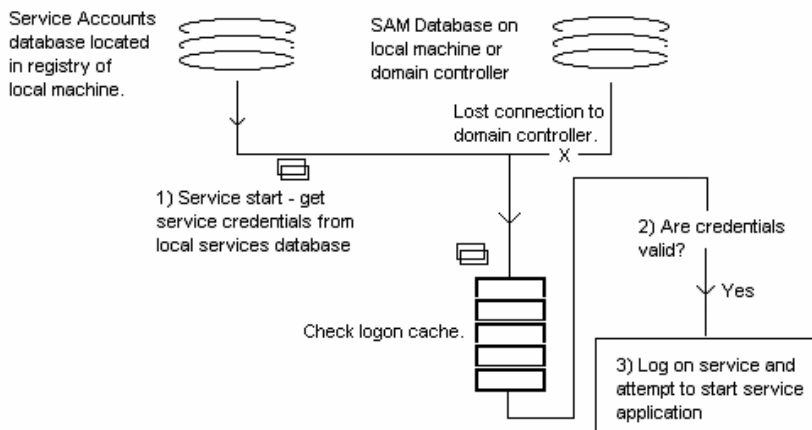 Service Accounts
database located
in registry of
local machine.
SAM Database on
local machine or
domain controller
Lost connection to
domain controller.
X
1) Service start - get
service credentials from
local services database
2) Are credentials
valid?
Yes
Check logon cache.
3) Log on service and
attempt to start service
application